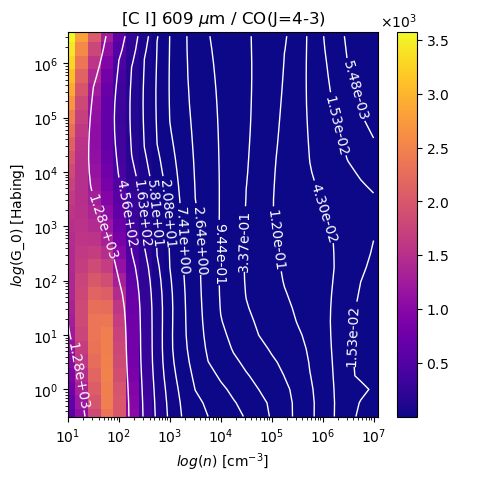 [C I] 609 μm / CO(J=4-3)
×10³
10⁶
10⁵
10⁴
10³
10²
10¹
10⁰
log(G_0) [Habing]
5.48e-03
1.53e-02
1.28e+03
4.56e+02
1.63e+02
5.81e+01
2.08e+01
7.41e+00
2.64e+00
9.44e-01
3.37e-01
1.20e-01
4.30e-02
1.53e-02
1.28e+03
10¹ 10² 10³ 10⁴ 10⁵ 10⁶ 10⁷
log(n) [cm⁻³]
3.5
3.0
2.5
2.0
1.5
1.0
0.5